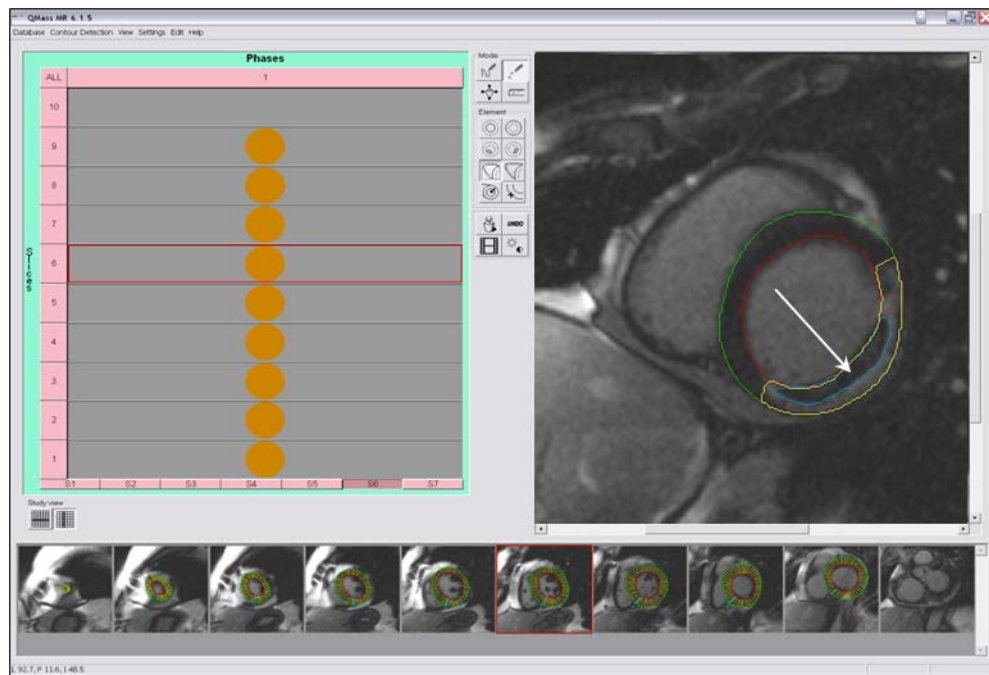 QMass MR 6.1.5
Database Contour Detection View Settings Edit Help
Phases
ALL 1
10
9
8
7
6
5
4
3
2
1
Slices
S1 S2 S3 S4 S5 S6 S7
Study view
Mode
Element
UNDO
L 92.7, P 11.6, I 48.5